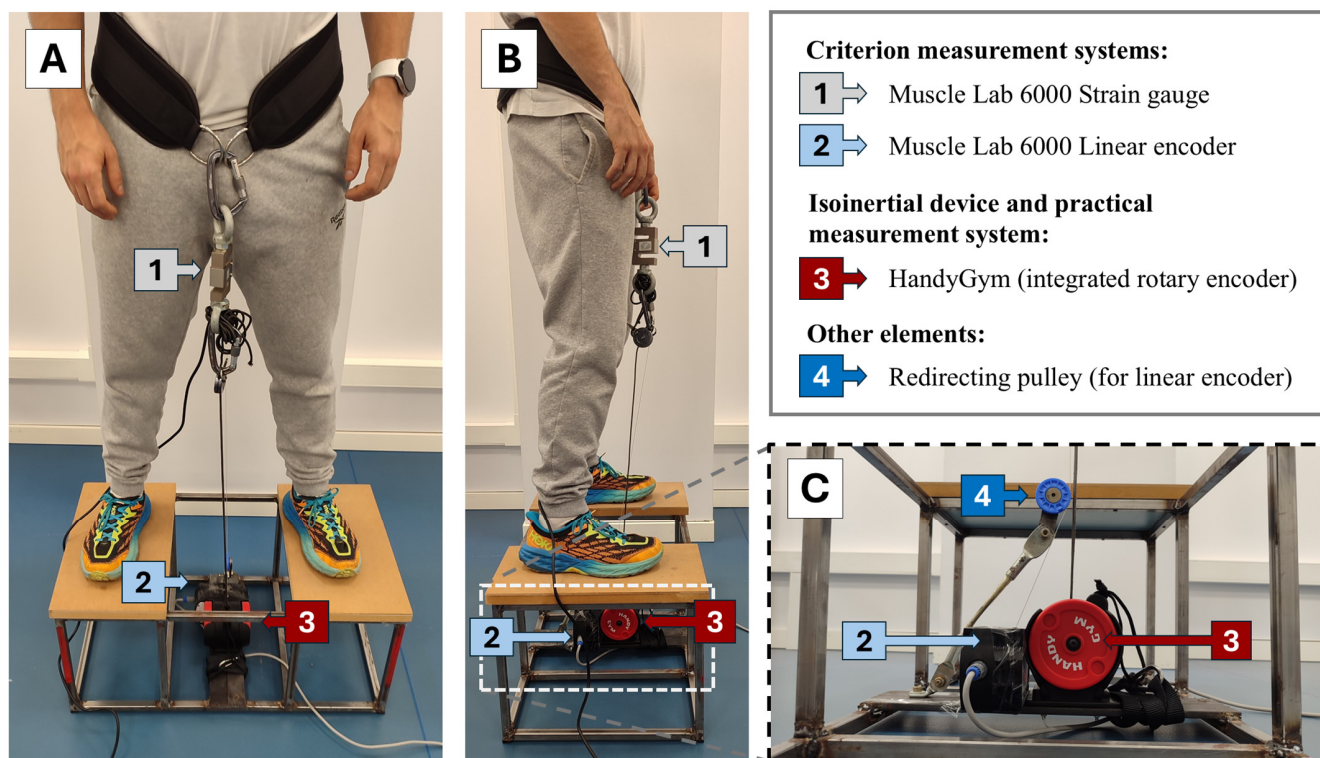 A
1
2
3
B
1
2
3
Criterion measurement systems:
1 Muscle Lab 6000 Strain gauge
2 Muscle Lab 6000 Linear encoder
Isoinertial device and practical
measurement system:
3 HandyGym (integrated rotary encoder)
Other elements:
4 Redirecting pulley (for linear encoder)
C
4
2
3
HANDY
GYM